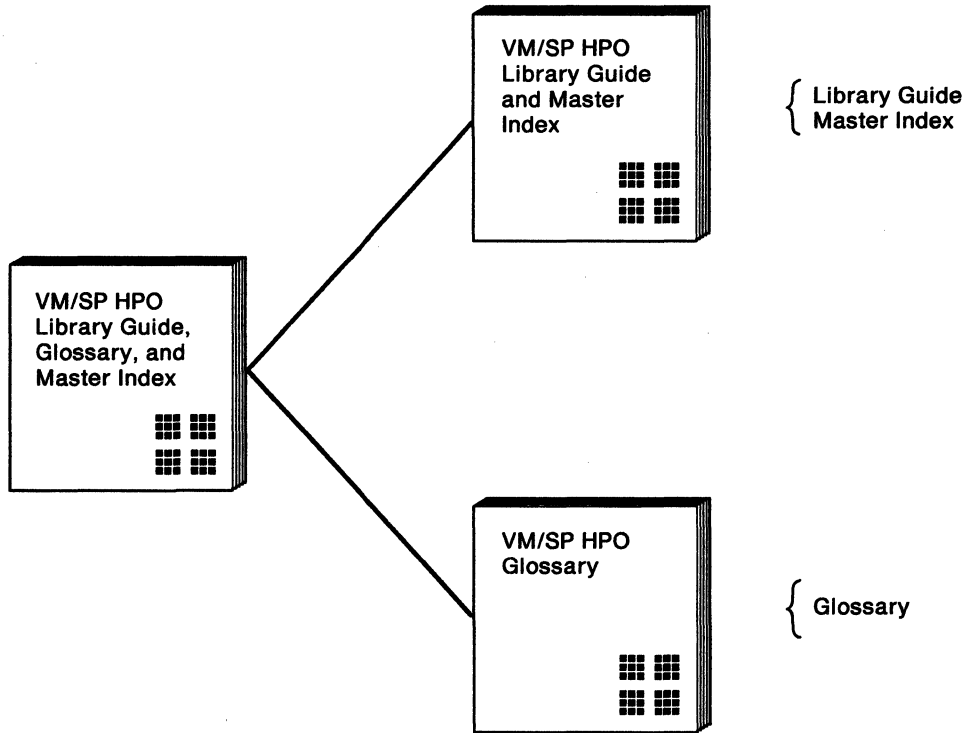 VM/SP HPO
Library Guide
and Master
Index
Library Guide
Master Index
VM/SP HPO
Library Guide,
Glossary, and
Master Index
VM/SP HPO
Glossary
Glossary